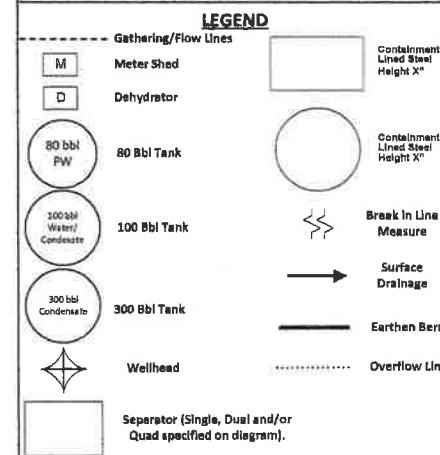 LEGEND
Gathering/Flow Lines
M
Meter Shed
D
Dehydrator
80 bbl
PW
80 Bbl Tank
100 bbl
Water/
Condensate
100 Bbl Tank
300 bbl
Condensate
300 Bbl Tank
Wellhead
Separator (Single, Dual and/or
Quad specified on diagram).
Containment
Lined Steel
Height X"
Containment
Lined Steel
Height X"
Break in Line
Measure
Surface
Drainage
Earthen Berm
Overflow Line